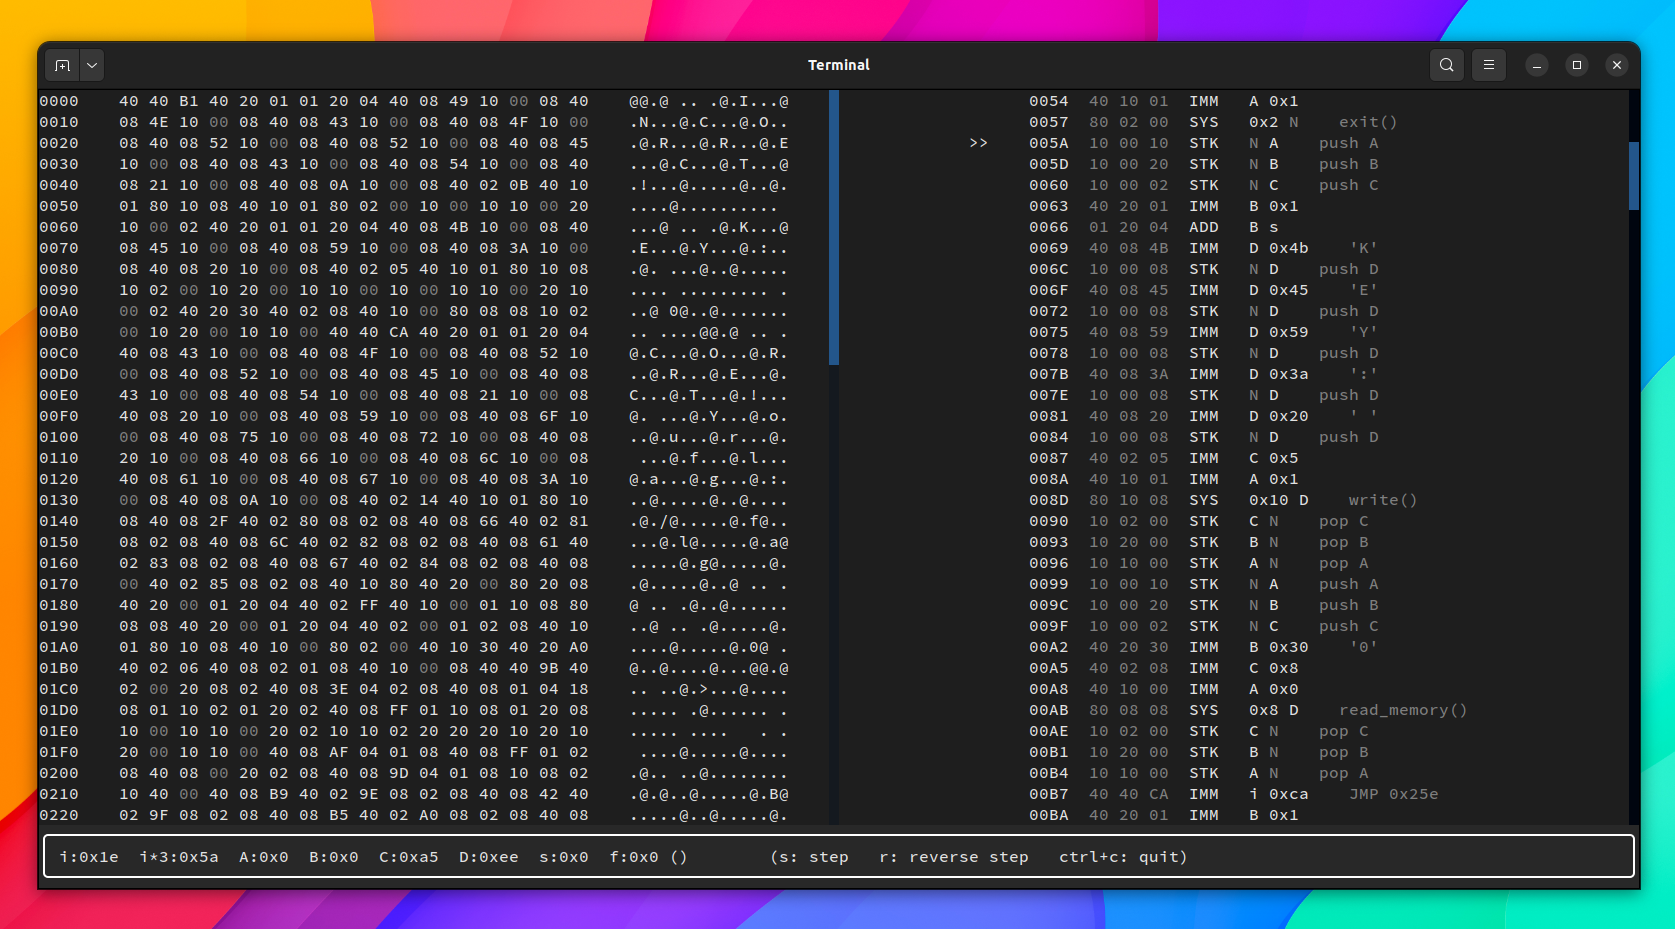 Terminal
0000 40 40 B1 40 20 01 01 20 04 40 08 49 10 00 08 40 @@.@ .. .@.I...@
0010 08 4E 10 00 08 40 08 43 10 00 08 40 08 4F 10 00 .N...@.C...@.O..
0020 08 40 08 52 10 00 08 40 08 52 10 00 08 40 08 45 .@.R...@.R...@.E
0030 10 00 08 40 08 43 10 00 08 40 08 54 10 00 08 40 ...@.C...@.T...@
0040 08 21 10 00 08 40 08 0A 10 00 08 40 02 0B 40 10 .!...@.....@..@.
0050 01 80 10 08 40 10 01 80 02 00 10 00 10 10 00 20 ....@..........
0060 10 00 02 40 20 01 01 20 04 40 08 4B 10 00 08 40 ...@ .. .@.K...@
0070 08 45 10 00 08 40 08 59 10 00 08 40 08 3A 10 00 .E...@.Y...@.:..
0080 08 40 08 20 10 00 08 40 02 05 40 10 01 80 10 08 .@. ...@..@.....
0090 10 02 00 10 20 00 10 10 00 10 00 10 10 00 20 10 .... ......... .
00A0 00 02 40 20 30 40 02 08 40 10 00 80 08 08 10 02 ..@ 0@..@.......
00B0 00 10 20 00 10 10 00 40 40 CA 40 20 01 01 20 04 .. ....@@.@ .. .
00C0 40 08 43 10 00 08 40 08 4F 10 00 08 40 08 52 10 @.C...@.O...@.R.
00D0 00 08 40 08 52 10 00 08 40 08 45 10 00 08 40 08 ..@.R...@.E...@.
00E0 43 10 00 08 40 08 54 10 00 08 40 08 21 10 00 08 C...@.T...@.!...
00F0 40 08 20 10 00 08 40 08 59 10 00 08 40 08 6F 10 @. ...@.Y...@.o.
0100 00 08 40 08 75 10 00 08 40 08 72 10 00 08 40 08 ..@.u...@.r...@.
0110 20 10 00 08 40 08 66 10 00 08 40 08 6C 10 00 08 ...@.f...@.l...
0120 40 08 61 10 00 08 40 08 67 10 00 08 40 08 3A 10 @.a...@.g...@.:.
0130 00 08 40 08 0A 10 00 08 40 02 14 40 10 01 80 10 ..@.....@..@....
0140 08 40 08 2F 40 02 80 08 02 08 40 08 66 40 02 81 .@./@.....@.f@..
0150 08 02 08 40 08 6C 40 02 82 08 02 08 40 08 61 40 ...@.l@.....@.a@
0160 02 83 08 02 08 40 08 67 40 02 84 08 02 08 40 08 .....@.g@.....@.
0170 00 40 02 85 08 02 08 40 10 80 40 20 00 80 20 08 .@.....@..@ .. .
0180 40 20 00 01 20 04 40 02 FF 40 10 00 01 10 08 80 @ .. .@..@......
0190 08 08 40 20 00 01 20 04 40 02 00 01 02 08 40 10 ..@ .. .@.....@.
01A0 01 80 10 08 40 10 00 80 02 00 40 10 30 40 20 A0 ....@.....@.0@ .
01B0 40 02 06 40 08 02 01 08 40 10 00 08 40 40 9B 40 @..@....@...@@.@
01C0 02 00 20 08 02 40 08 3E 04 02 08 40 08 01 04 18 .. ..@.>...@....
01D0 08 01 10 02 01 20 02 40 08 FF 01 10 08 01 20 08 ..... .@...... .
01E0 10 00 10 10 00 20 02 10 10 02 20 20 20 10 20 10 ..... .... . .
01F0 20 00 10 10 00 40 08 AF 04 01 08 40 08 FF 01 02 ....@.....@....
0200 08 40 08 00 20 02 08 40 08 9D 04 01 08 10 08 02 .@.. ..@........
0210 10 40 00 40 08 B9 40 02 9E 08 02 08 40 08 42 40 .@.@..@.....@.B@
0220 02 9F 08 02 08 40 08 B5 40 02 A0 08 02 08 40 08 .....@..@.....@.
0054 40 10 01 IMM A 0x1
0057 80 02 00 SYS 0x2 N exit()
>> 005A 10 00 10 STK N A push A
005D 10 00 20 STK N B push B
0060 10 00 02 STK N C push C
0063 40 20 01 IMM B 0x1
0066 01 20 04 ADD B s
0069 40 08 4B IMM D 0x4b 'K'
006C 10 00 08 STK N D push D
006F 40 08 45 IMM D 0x45 'E'
0072 10 00 08 STK N D push D
0075 40 08 59 IMM D 0x59 'Y'
0078 10 00 08 STK N D push D
007B 40 08 3A IMM D 0x3a ':'
007E 10 00 08 STK N D push D
0081 40 08 20 IMM D 0x20 ' '
0084 10 00 08 STK N D push D
0087 40 02 05 IMM C 0x5
008A 40 10 01 IMM A 0x1
008D 80 10 08 SYS 0x10 D write()
0090 10 02 00 STK C N pop C
0093 10 20 00 STK B N pop B
0096 10 10 00 STK A N pop A
0099 10 00 10 STK N A push A
009C 10 00 20 STK N B push B
009F 10 00 02 STK N C push C
00A2 40 20 30 IMM B 0x30 '0'
00A5 40 02 08 IMM C 0x8
00A8 40 10 00 IMM A 0x0
00AB 80 08 08 SYS 0x8 D read_memory()
00AE 10 02 00 STK C N pop C
00B1 10 20 00 STK B N pop B
00B4 10 10 00 STK A N pop A
00B7 40 40 CA IMM i 0xca JMP 0x25e
00BA 40 20 01 IMM B 0x1
i:0x1e i*3:0x5a A:0x0 B:0x0 C:0xa5 D:0xee s:0x0 f:0x0 () (s: step r: reverse step ctrl+c: quit)